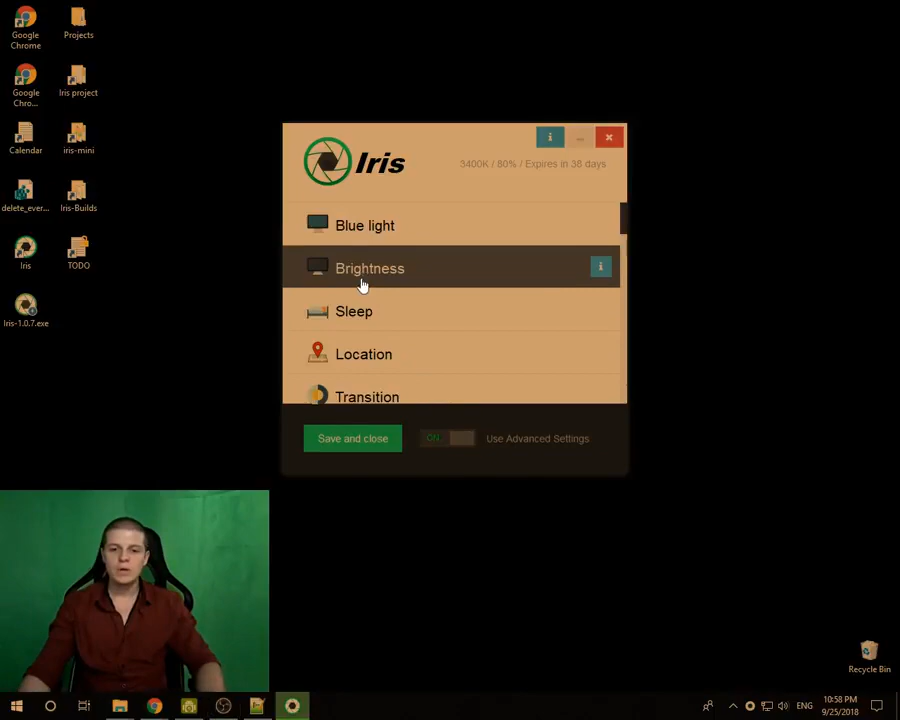 Google
Chrome
Projects
Google
Chro...
Iris project
Calendar
iris-mini
delete_ever...
Iris-Builds
Iris
TODO
Iris-1.0.7.exe
Iris
3400K / 80% / Expires in 38 days
Blue light
Brightness
Sleep
Location
Transition
Save and close
ON
Use Advanced Settings
Recycle Bin
ENG
10:58 PM
9/25/2018